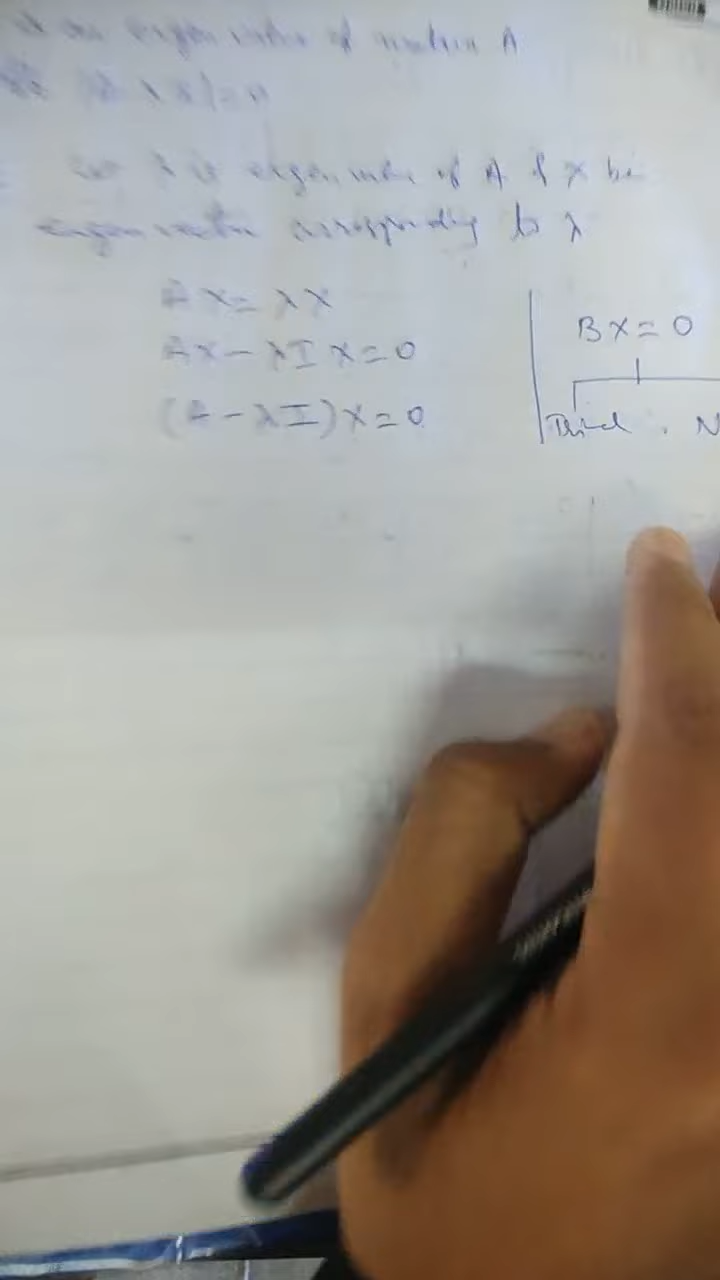 eigen value of matrix A
Let λ is eigen value of A & X be
eigen vector corresponding to λ
AX = λX
AX - λIX = 0
(A - λI)X = 0
BX = 0
N